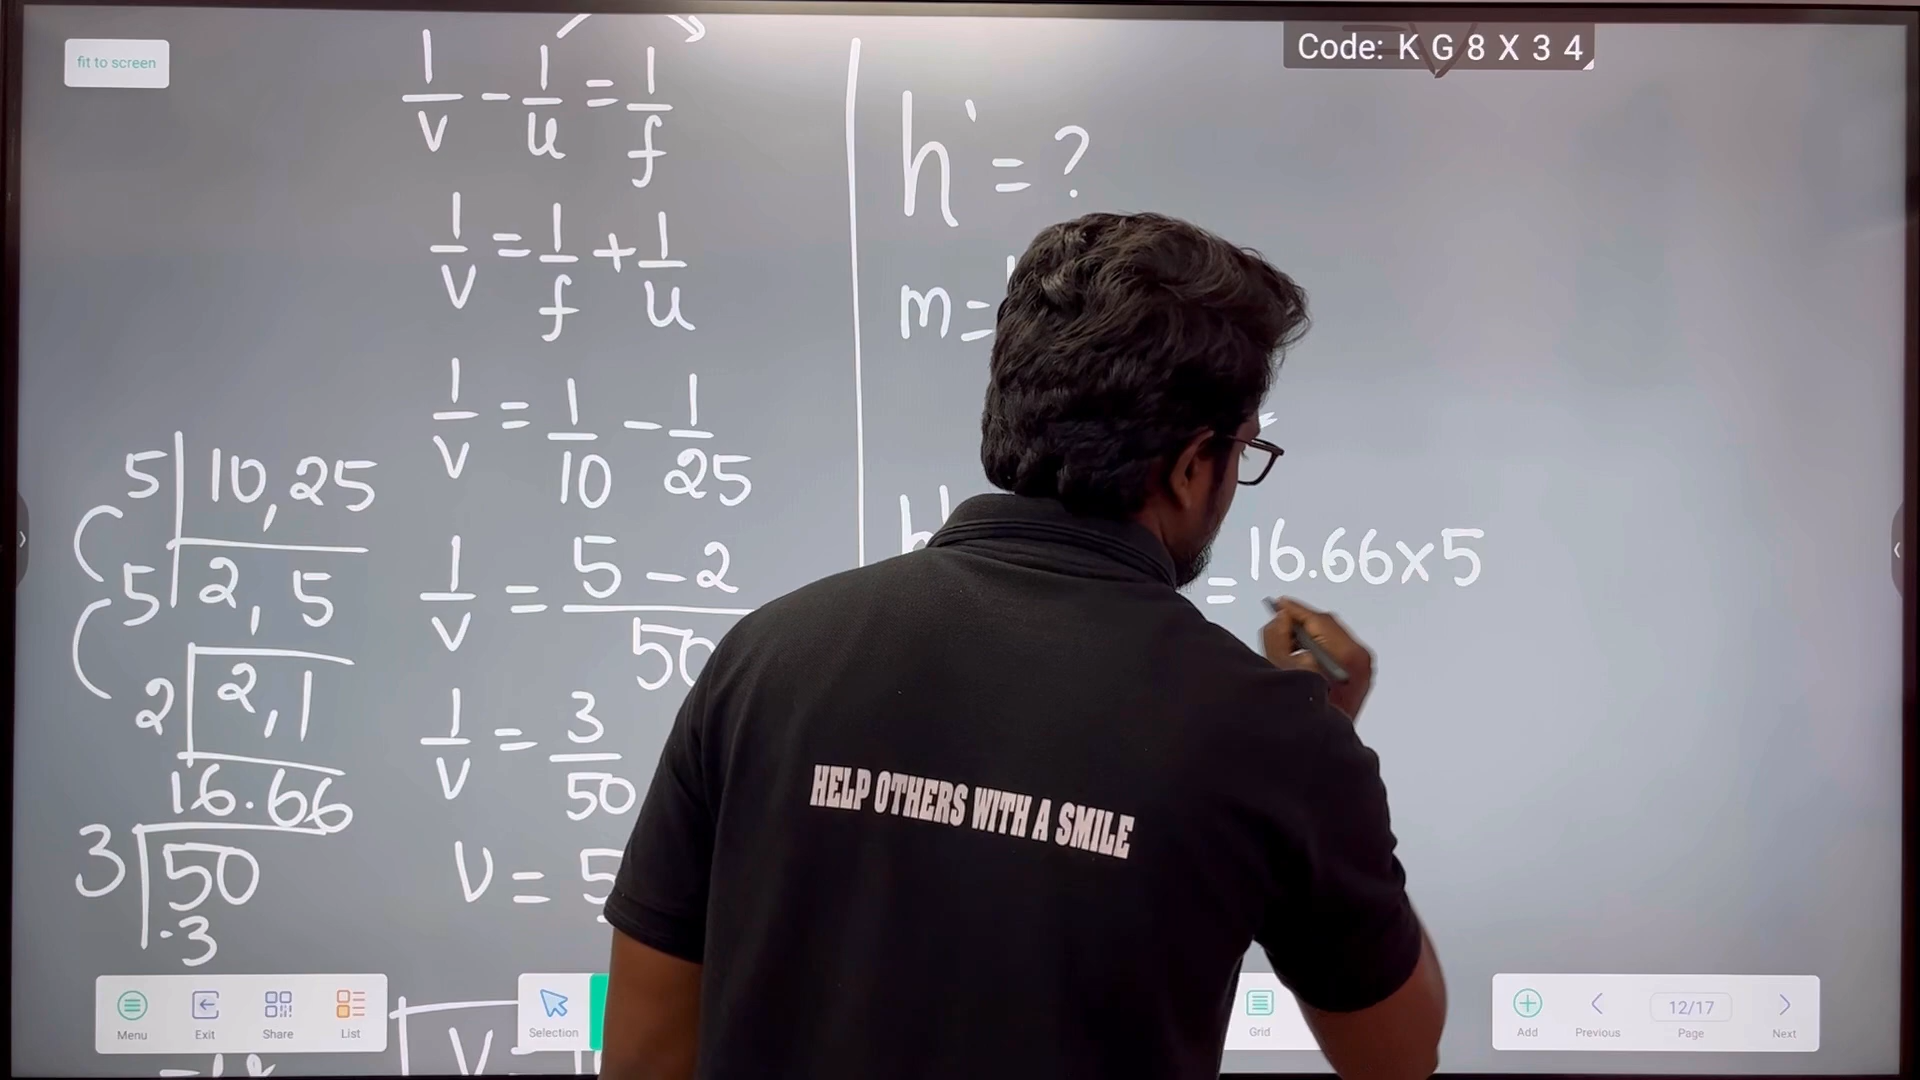 fit to screen
Code: K G 8 X 3 4
1/v - 1/u = 1/f
1/v = 1/f + 1/u
1/v = 1/10 - 1/25
1/v = 5 - 2 / 50
1/v = 3/50
v = 5
5 | 10, 25
5 | 2, 5
2 | 2, 1
16.66
3 | 50
-3
h' = ?
m =
= 16.66 x 5
HELP OTHERS WITH A SMILE
Menu
Exit
Share
List
Selection
Grid
Add
Previous
12/17
Page
Next
V =